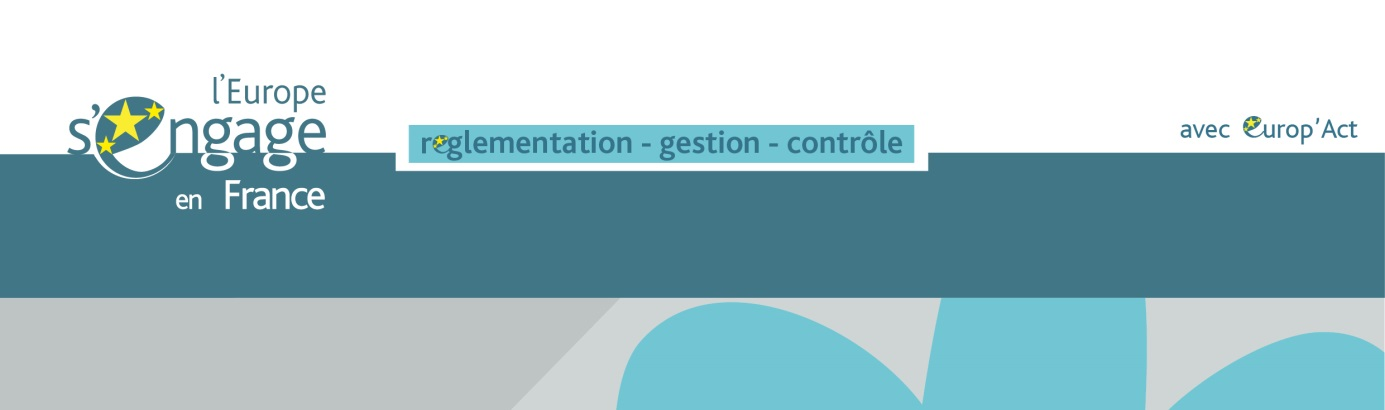 l'Europe
s'engage
en France
réglementation - gestion - contrôle
avec Europ'Act